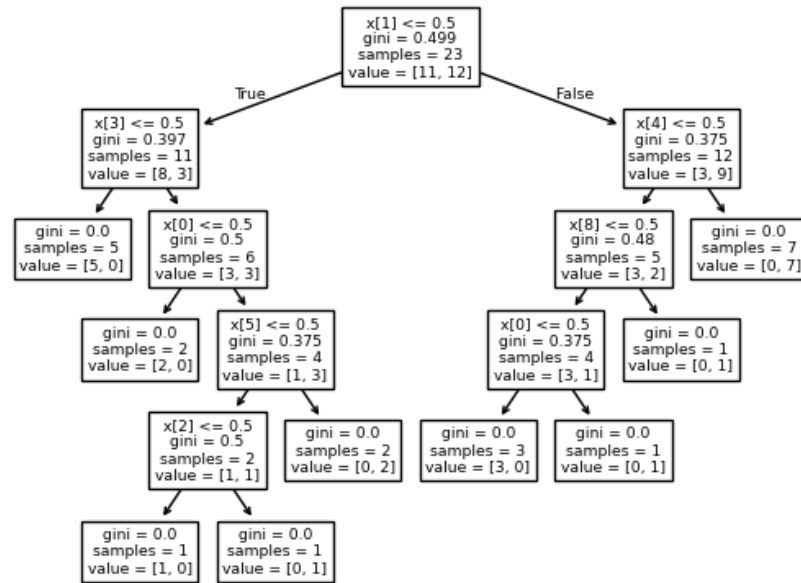 x[1] <= 0.5
gini = 0.499
samples = 23
value = [11, 12]
True
False
x[3] <= 0.5
gini = 0.397
samples = 11
value = [8, 3]
x[4] <= 0.5
gini = 0.375
samples = 12
value = [3, 9]
gini = 0.0
samples = 5
value = [5, 0]
x[0] <= 0.5
gini = 0.5
samples = 6
value = [3, 3]
x[8] <= 0.5
gini = 0.48
samples = 5
value = [3, 2]
gini = 0.0
samples = 7
value = [0, 7]
gini = 0.0
samples = 2
value = [2, 0]
x[5] <= 0.5
gini = 0.375
samples = 4
value = [1, 3]
x[0] <= 0.5
gini = 0.375
samples = 4
value = [3, 1]
gini = 0.0
samples = 1
value = [0, 1]
x[2] <= 0.5
gini = 0.5
samples = 2
value = [1, 1]
gini = 0.0
samples = 2
value = [0, 2]
gini = 0.0
samples = 3
value = [3, 0]
gini = 0.0
samples = 1
value = [0, 1]
gini = 0.0
samples = 1
value = [1, 0]
gini = 0.0
samples = 1
value = [0, 1]